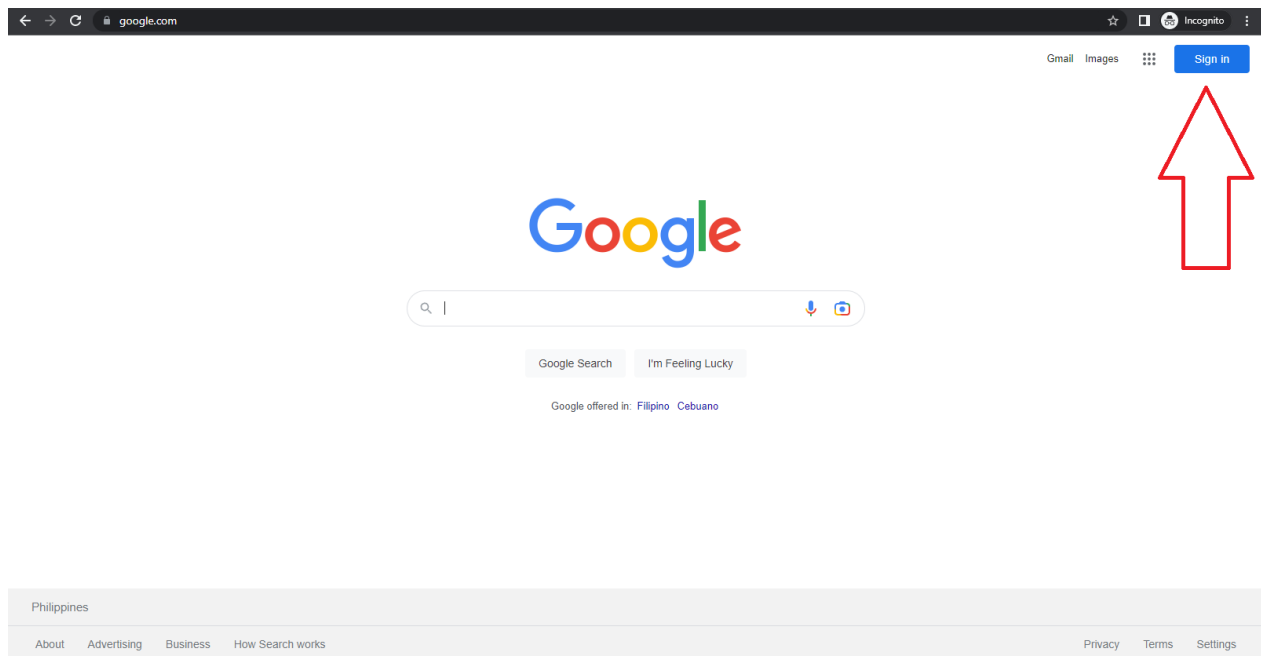 google.com Incognito
Gmail Images Sign in
Google
Google Search I'm Feeling Lucky
Google offered in: Filipino Cebuano
Philippines
About Advertising Business How Search works Privacy Terms Settings